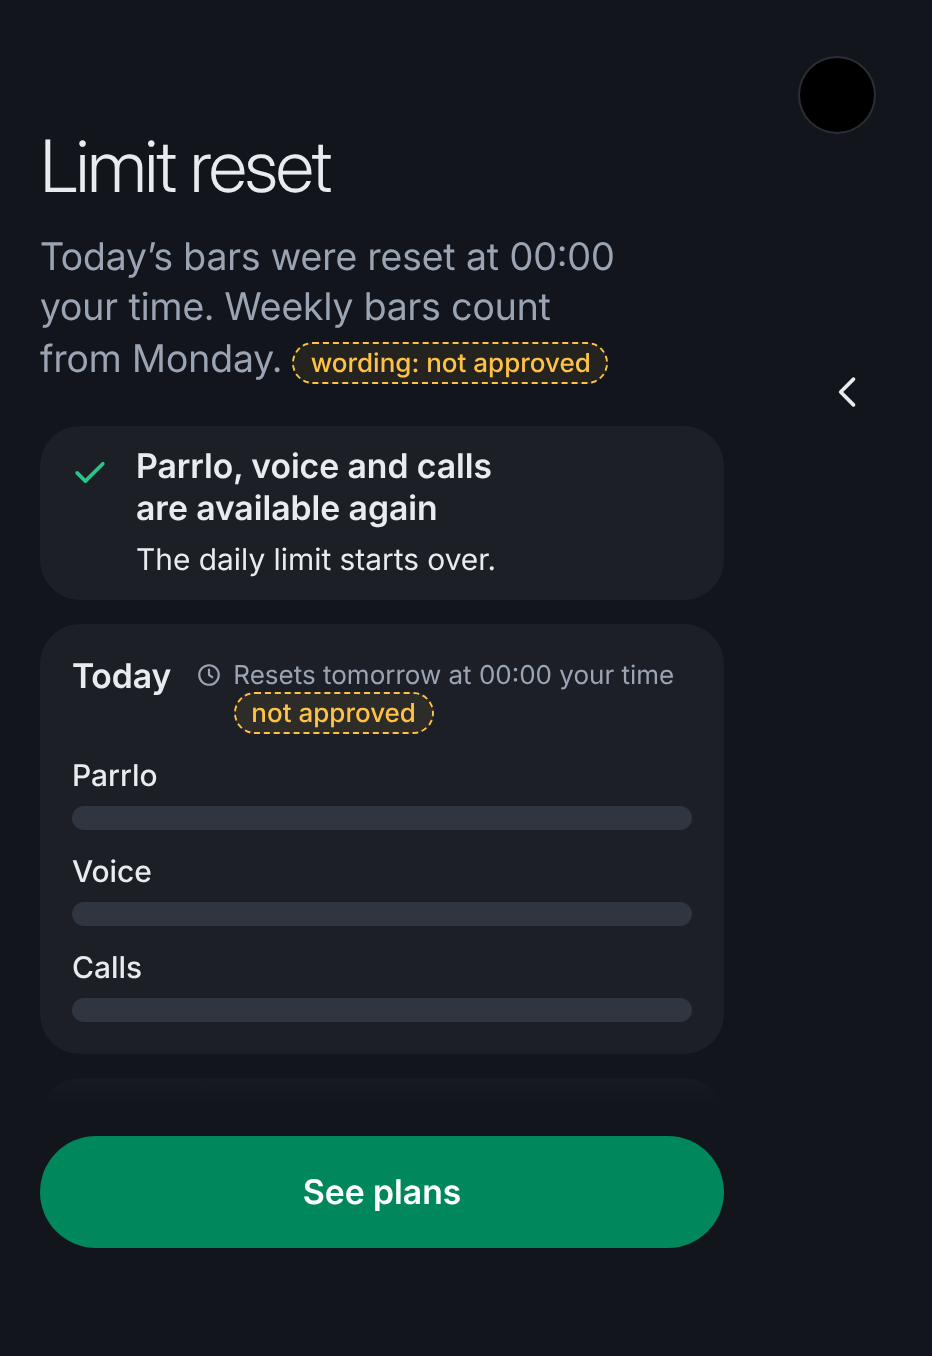 Limit reset
Today’s bars were reset at 00:00
your time. Weekly bars count
from Monday. wording: not approved
Parrlo, voice and calls
are available again
The daily limit starts over.
Today Resets tomorrow at 00:00 your time
not approved
Parrlo
Voice
Calls
See plans